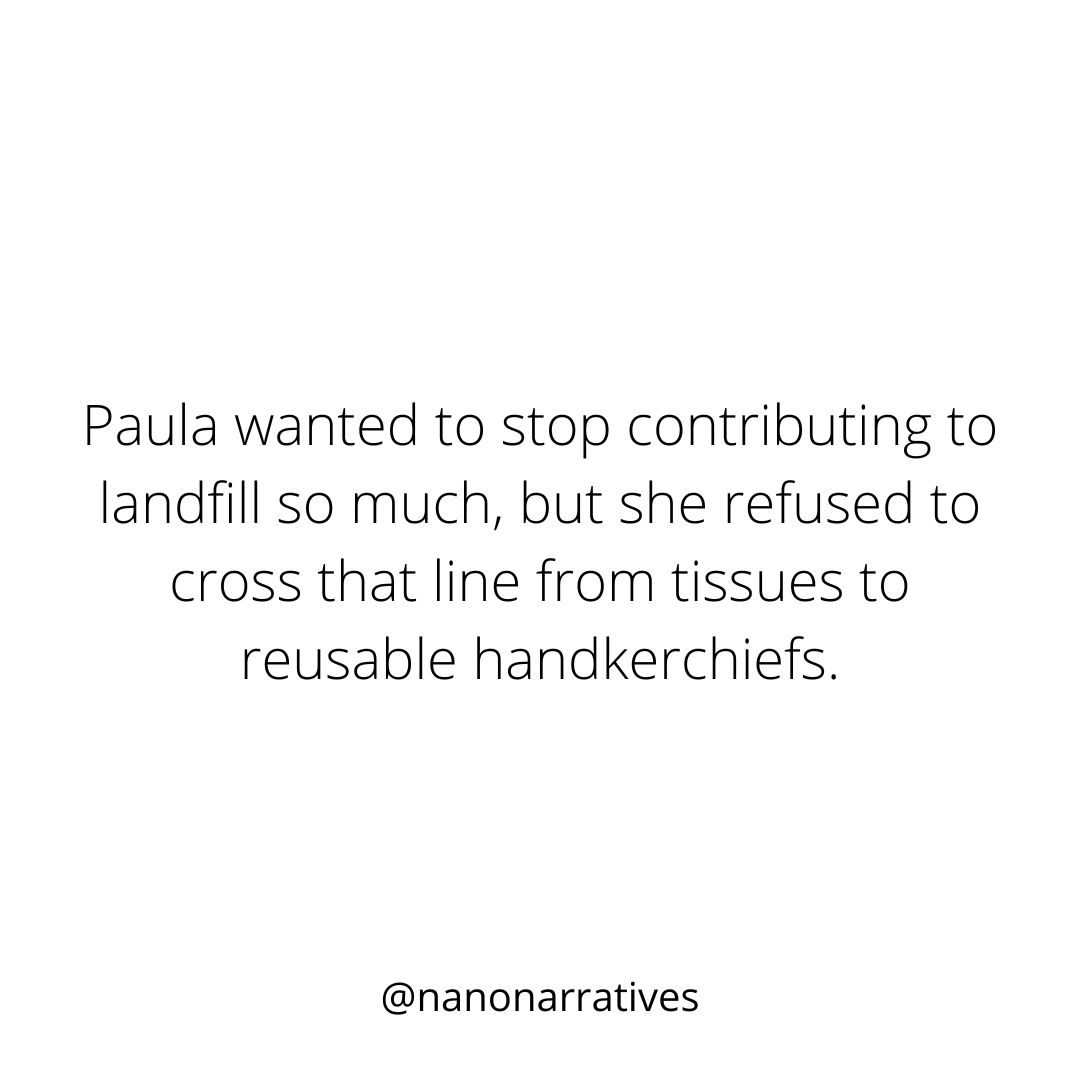 Paula wanted to stop contributing to
landfill so much, but she refused to
cross that line from tissues to
reusable handkerchiefs.
@nanonarratives